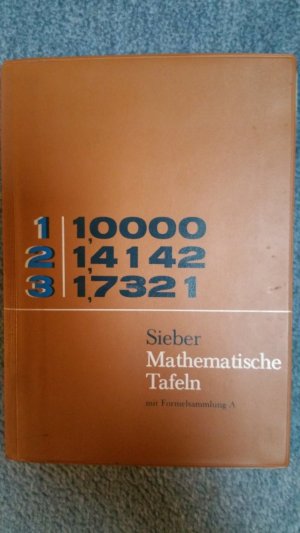 1 1,0000
2 1,4142
3 1,7321
Sieber
Mathematische
Tafeln
mit Formelsammlung A